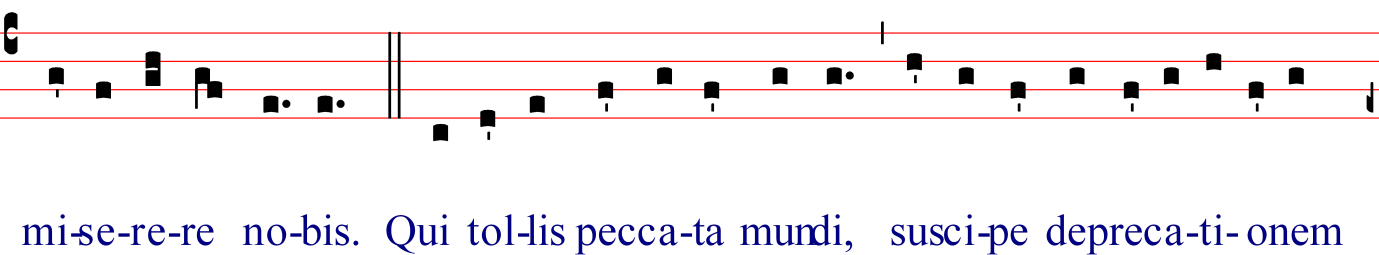 mi-se-re-re no-bis. Qui tol-lis pecca-ta mundi, susci-pe depreca-ti-onem